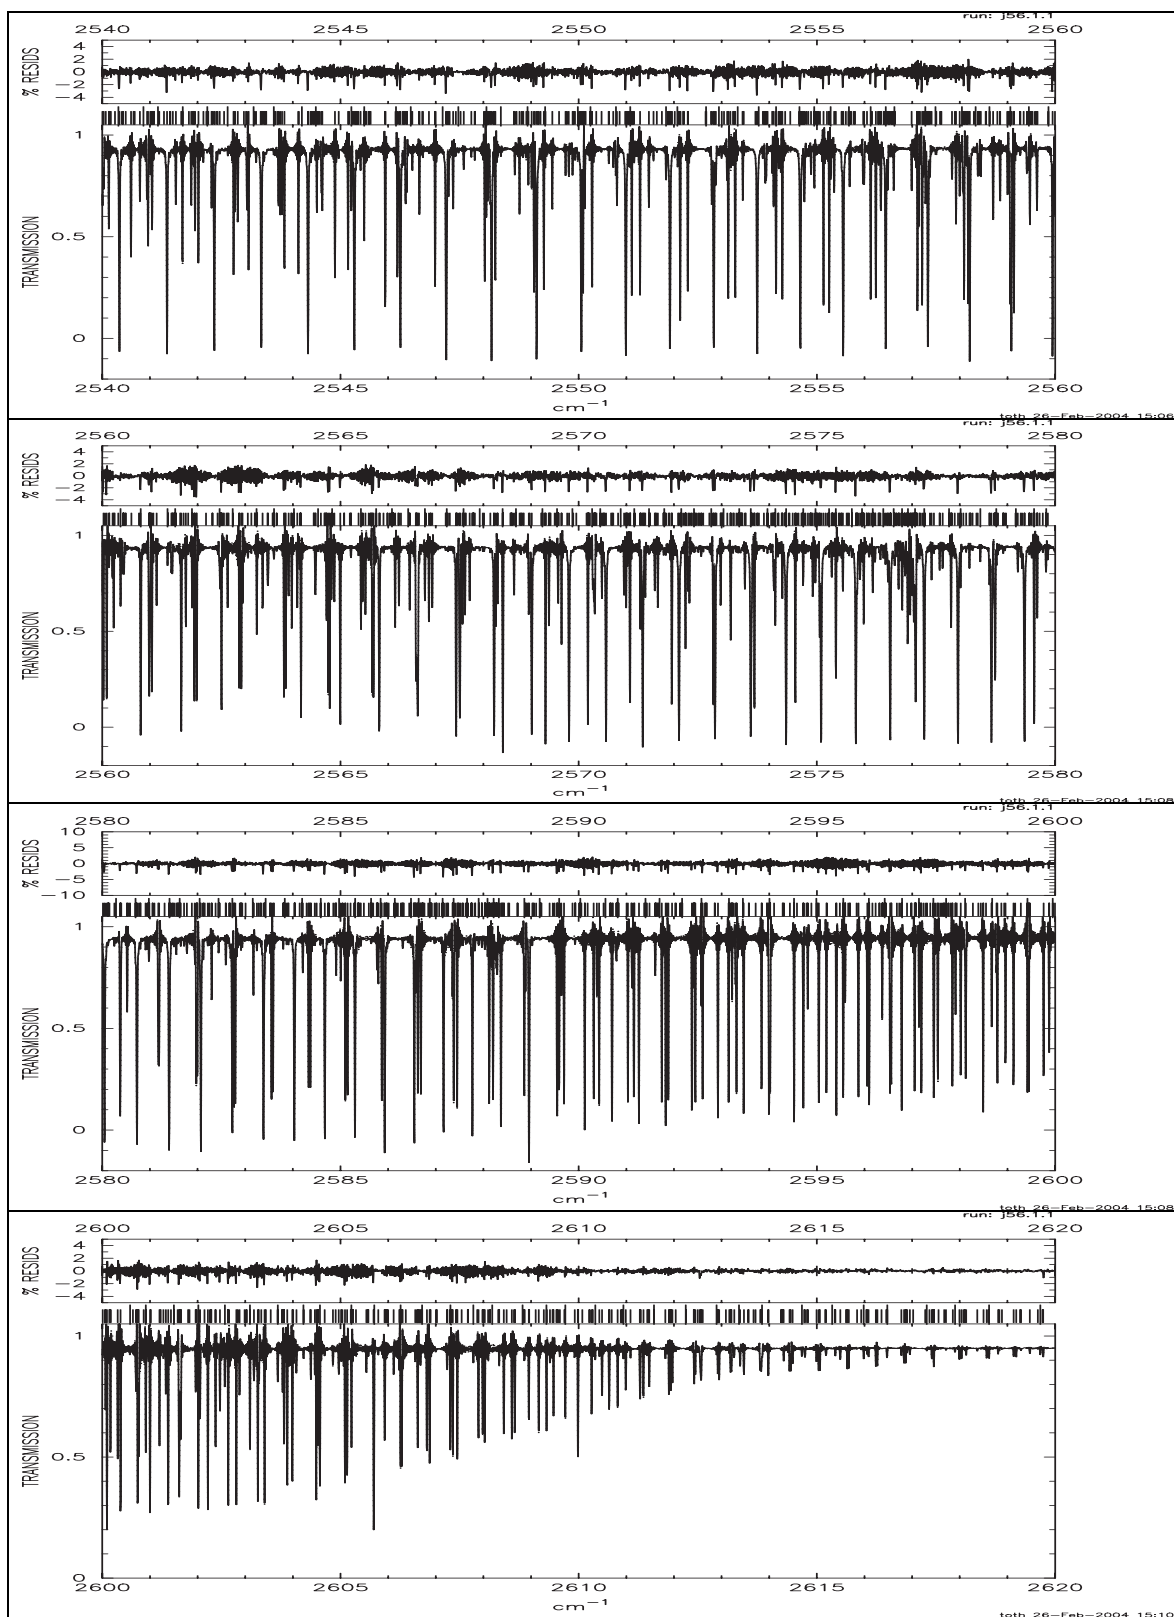 run: j56.1.1
2540 2545 2550 2555 2560
% RESIDS
4
2
0
−2
−4
TRANSMISSION
1
0.5
0
2540 2545 2550 2555 2560
cm−1
toth 26-Feb-2004 15:06
run: j56.1.1
2560 2565 2570 2575 2580
% RESIDS
4
2
0
−2
−4
TRANSMISSION
1
0.5
0
2560 2565 2570 2575 2580
cm−1
toth 26-Feb-2004 15:08
run: j56.1.1
2580 2585 2590 2595 2600
% RESIDS
10
5
0
−5
−10
TRANSMISSION
1
0.5
0
2580 2585 2590 2595 2600
cm−1
toth 26-Feb-2004 15:08
run: j56.1.1
2600 2605 2610 2615 2620
% RESIDS
4
2
0
−2
−4
TRANSMISSION
1
0.5
0
2600 2605 2610 2615 2620
cm−1
toth 26-Feb-2004 15:10